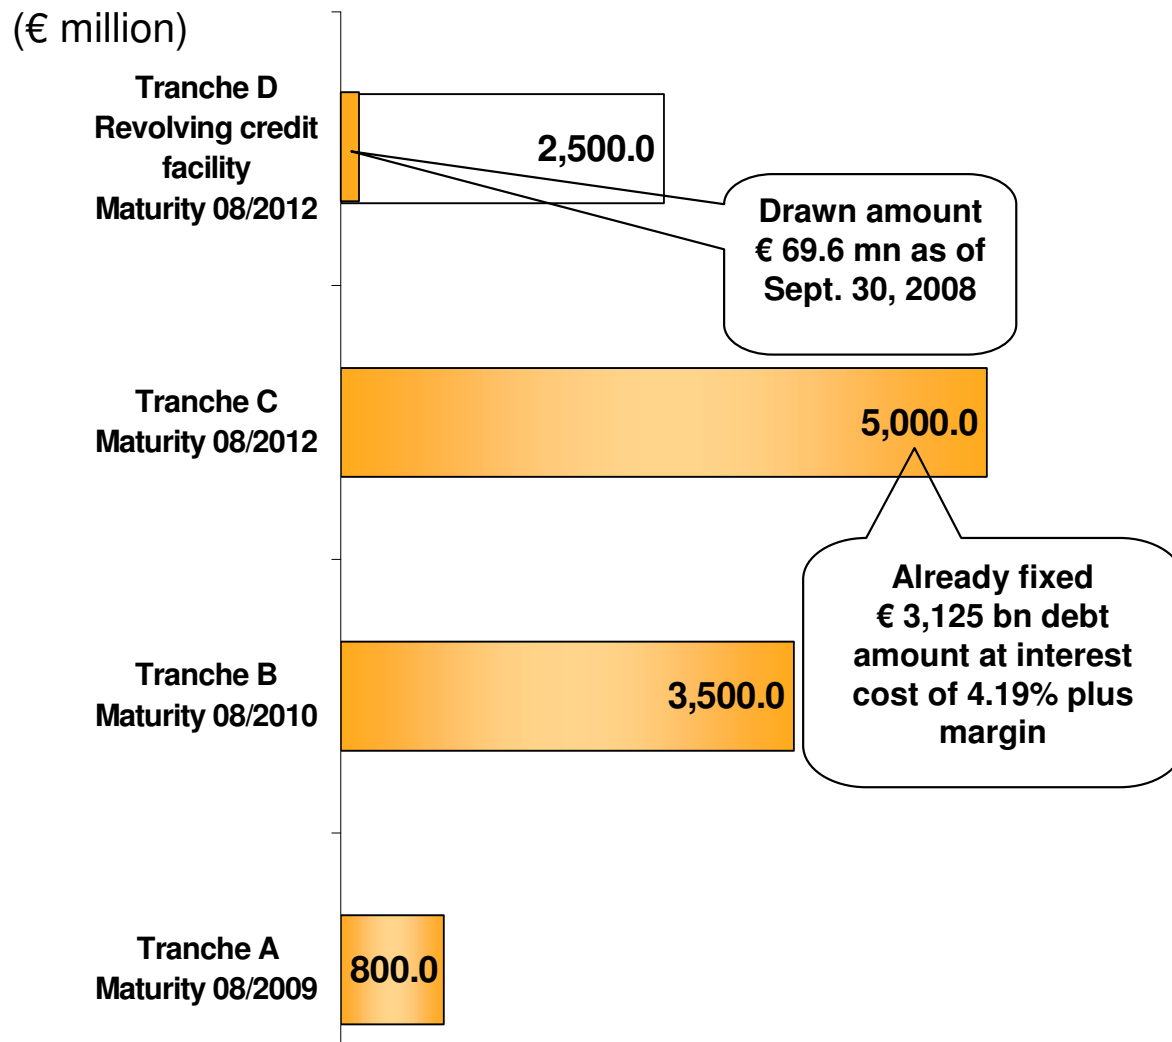 (€ million)
Tranche D
Revolving credit
facility
Maturity 08/2012
2,500.0
Drawn amount
€ 69.6 mn as of
Sept. 30, 2008
Tranche C
Maturity 08/2012
5,000.0
Already fixed
€ 3,125 bn debt
amount at interest
cost of 4.19% plus
margin
Tranche B
Maturity 08/2010
3,500.0
Tranche A
Maturity 08/2009
800.0